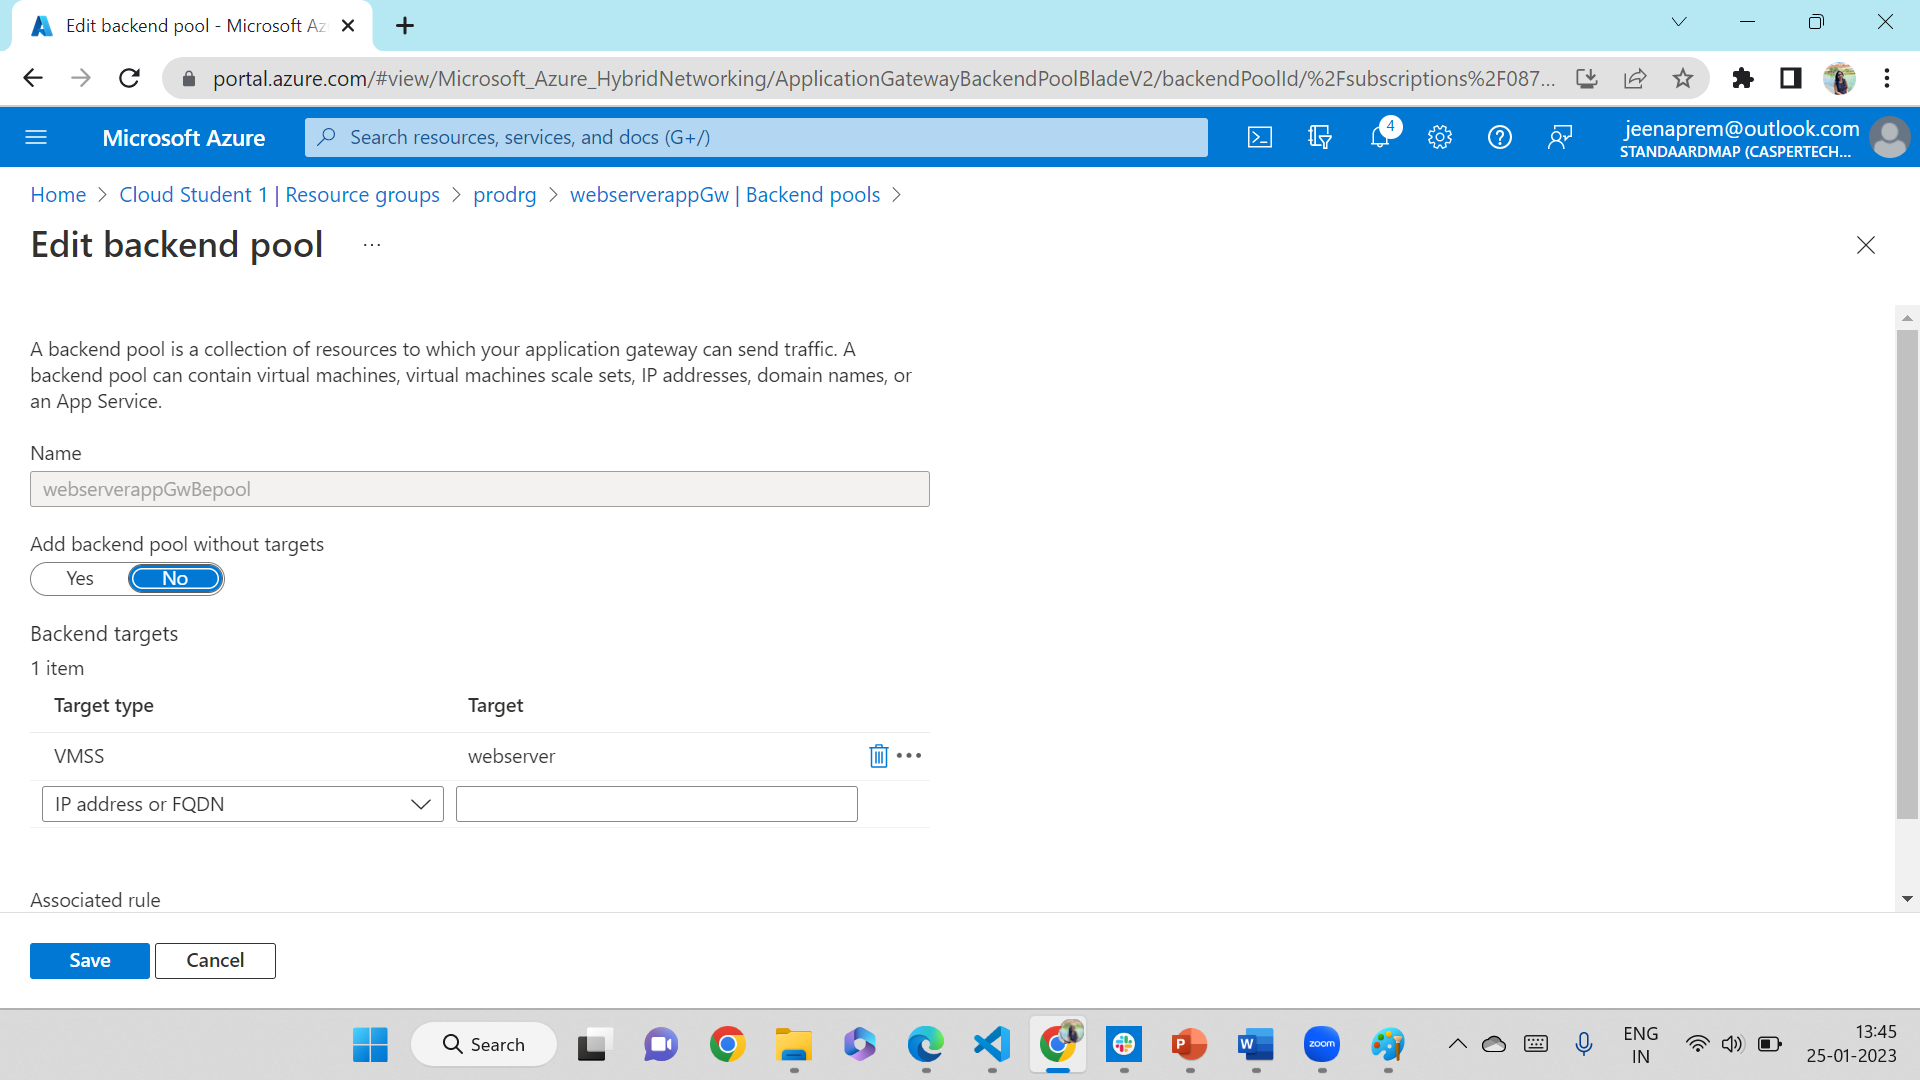 Edit backend pool - Microsoft Az
portal.azure.com/#view/Microsoft_Azure_HybridNetworking/ApplicationGatewayBackendPoolBladeV2/backendPoolId/%2Fsubscriptions%2F087...
Microsoft Azure
Search resources, services, and docs (G+/)
4
jeenaprem@outlook.com
STANDAARDMAP (CASPERTECH...
Home > Cloud Student 1 | Resource groups > prodrg > webserverappGw | Backend pools >
Edit backend pool ...
A backend pool is a collection of resources to which your application gateway can send traffic. A
backend pool can contain virtual machines, virtual machines scale sets, IP addresses, domain names, or
an App Service.
Name
webserverappGwBepool
Add backend pool without targets
Yes No
Backend targets
1 item
Target type Target
VMSS webserver
IP address or FQDN
Associated rule
Save Cancel
Search
P
W
zoom
ENG
IN
13:45
25-01-2023